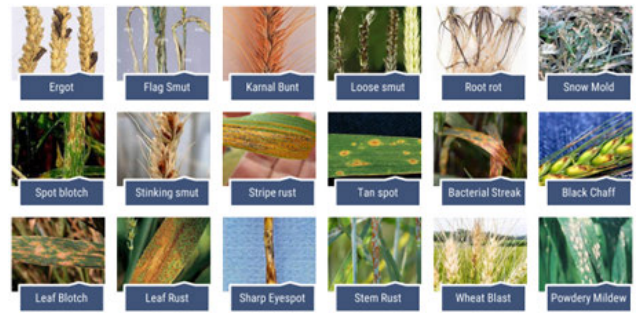 Ergot
Flag Smut
Karnal Bunt
Loose smut
Root rot
Snow Mold
Spot blotch
Stinking smut
Stripe rust
Tan spot
Bacterial Streak
Black Chaff
Leaf Blotch
Leaf Rust
Sharp Eyespot
Stem Rust
Wheat Blast
Powdery Mildew